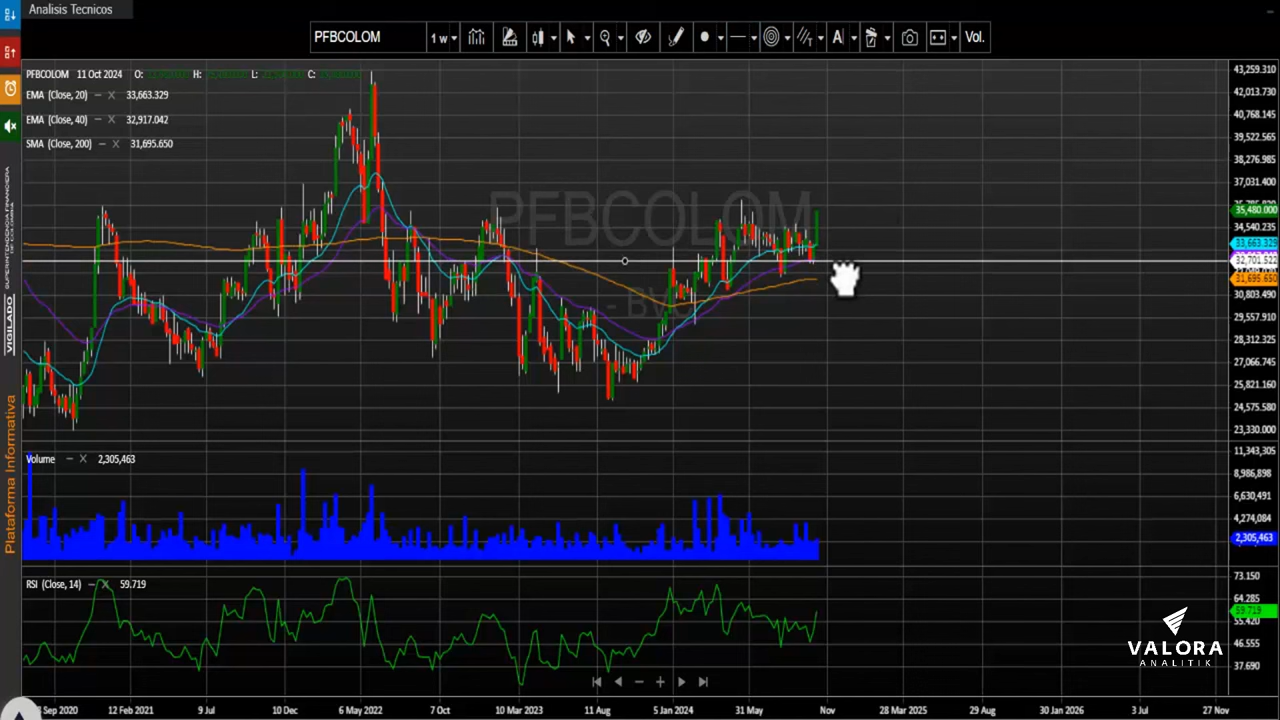 Analisis Tecnicos
PFBCOLOM
1 w
A
Vol.
PFBCOLOM 11 Oct 2024 O: H: L: C:
EMA (Close, 20) — X 33,663.329
EMA (Close, 40) — X 32,917.042
SMA (Close, 200) — X 31,695.650
PFBCOLOM
- BVC
43,259.310
42,013.730
40,768.145
39,522.565
38,276.985
37,031.400
35,480.000
34,540.235
33,663.329
32,701.522
31,695.650
30,803.490
29,557.910
28,312.325
27,066.745
25,821.160
24,575.580
23,330.000
Volume — X 2,305,463
11,343,305
8,986,898
6,630,491
4,274,084
2,305,463
RSI (Close, 14) — X 59.719
73.150
64.285
59.719
55.420
46.555
37.690
Sep 2020
12 Feb 2021
9 Jul
10 Dec
6 May 2022
7 Oct
10 Mar 2023
11 Aug
5 Jan 2024
31 May
Nov
28 Mar 2025
29 Aug
30 Jan 2026
3 Jul
27 Nov
VIGILADO
SUPERINTENDENCIA FINANCIERA
DE COLOMBIA
Plataforma Informativa
VALORA
ANALITIK